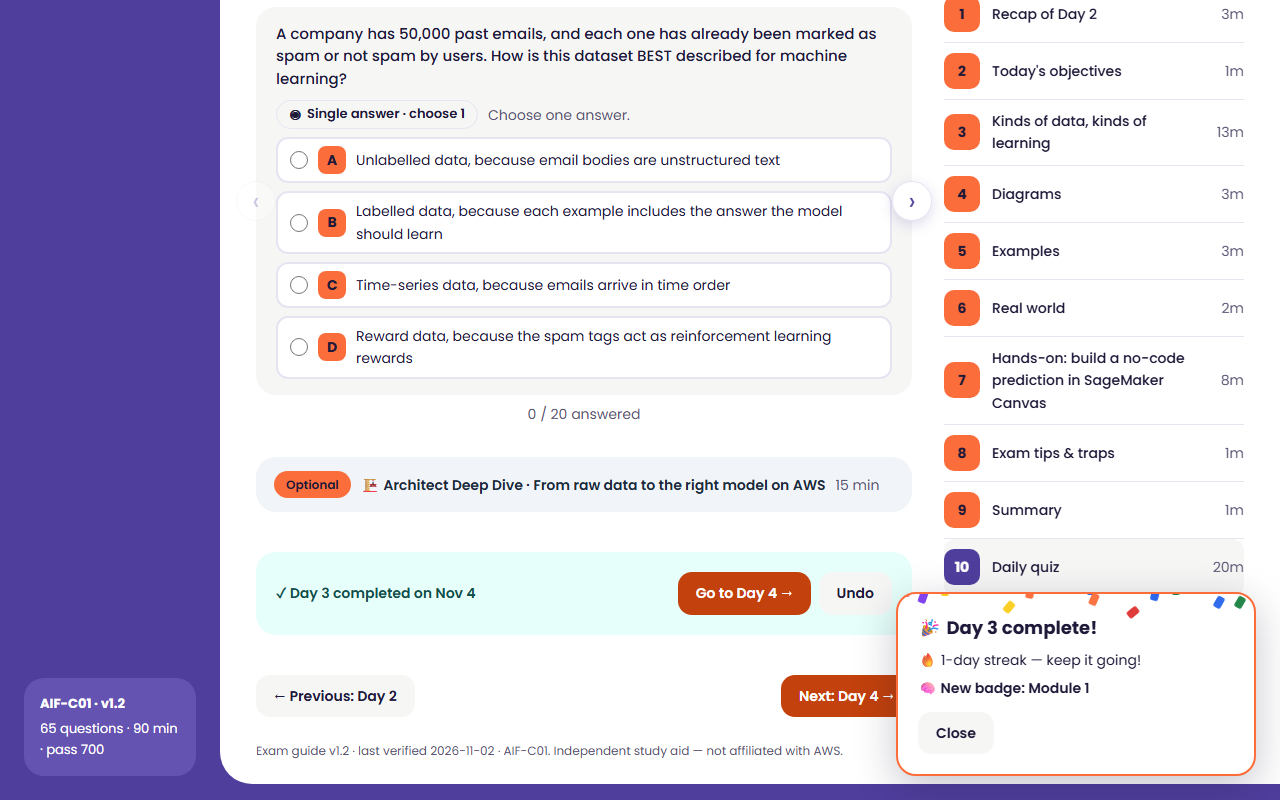 A company has 50,000 past emails, and each one has already been marked as
spam or not spam by users. How is this dataset BEST described for machine
learning?
◉ Single answer · choose 1 Choose one answer.
A Unlabelled data, because email bodies are unstructured text
B Labelled data, because each example includes the answer the model
should learn
C Time-series data, because emails arrive in time order
D Reward data, because the spam tags act as reinforcement learning
rewards
‹
›
0 / 20 answered
Optional 🏗️ Architect Deep Dive · From raw data to the right model on AWS 15 min
✓ Day 3 completed on Nov 4
Go to Day 4 →
Undo
← Previous: Day 2
Next: Day 4 →
Exam guide v1.2 · last verified 2026-11-02 · AIF-C01. Independent study aid — not affiliated with AWS.
1 Recap of Day 2 3m
2 Today's objectives 1m
3 Kinds of data, kinds of
learning 13m
4 Diagrams 3m
5 Examples 3m
6 Real world 2m
7 Hands-on: build a no-code
prediction in SageMaker
Canvas 8m
8 Exam tips & traps 1m
9 Summary 1m
10 Daily quiz 20m
🎉 Day 3 complete!
🔥 1-day streak — keep it going!
🧠 New badge: Module 1
Close
AIF-C01 · v1.2
65 questions · 90 min
· pass 700